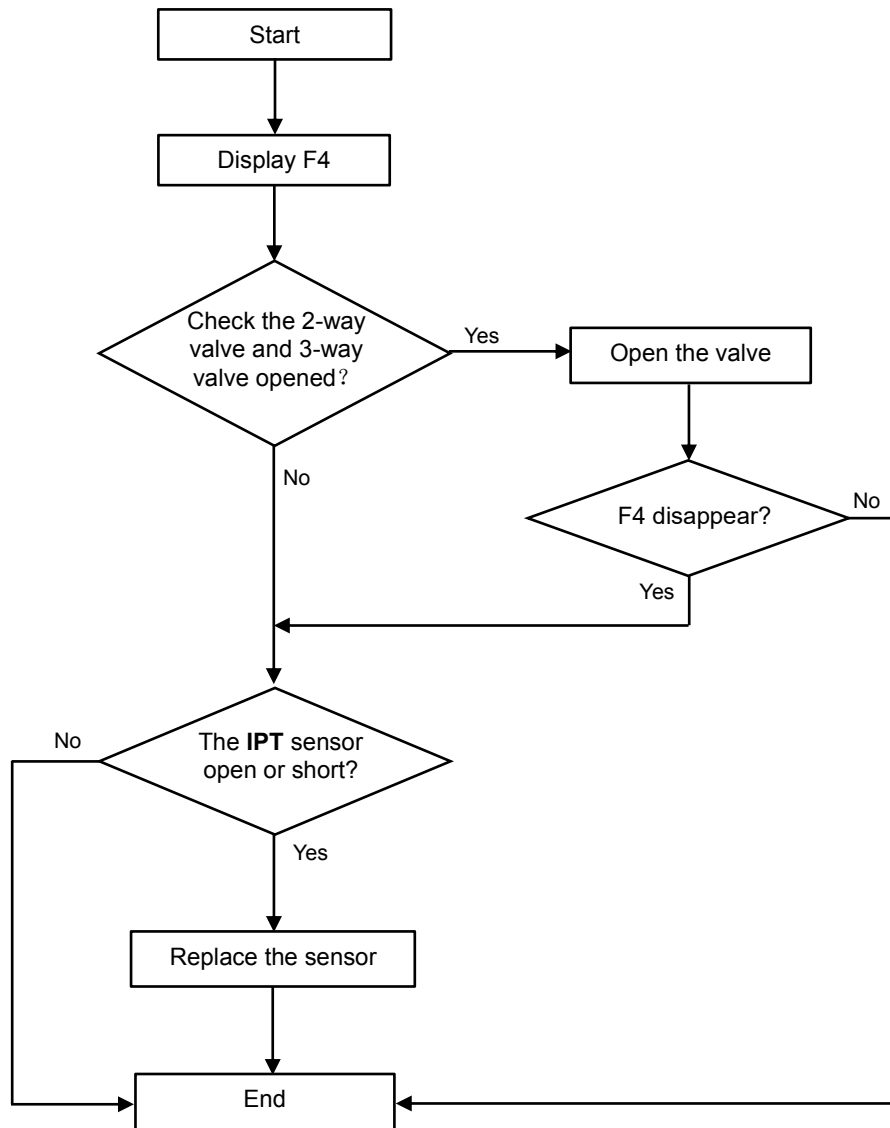 Start
Display F4
Check the 2-way
valve and 3-way
valve opened？
Yes
Open the valve
No
F4 disappear?
No
Yes
No
The IPT sensor
open or short?
Yes
Replace the sensor
End